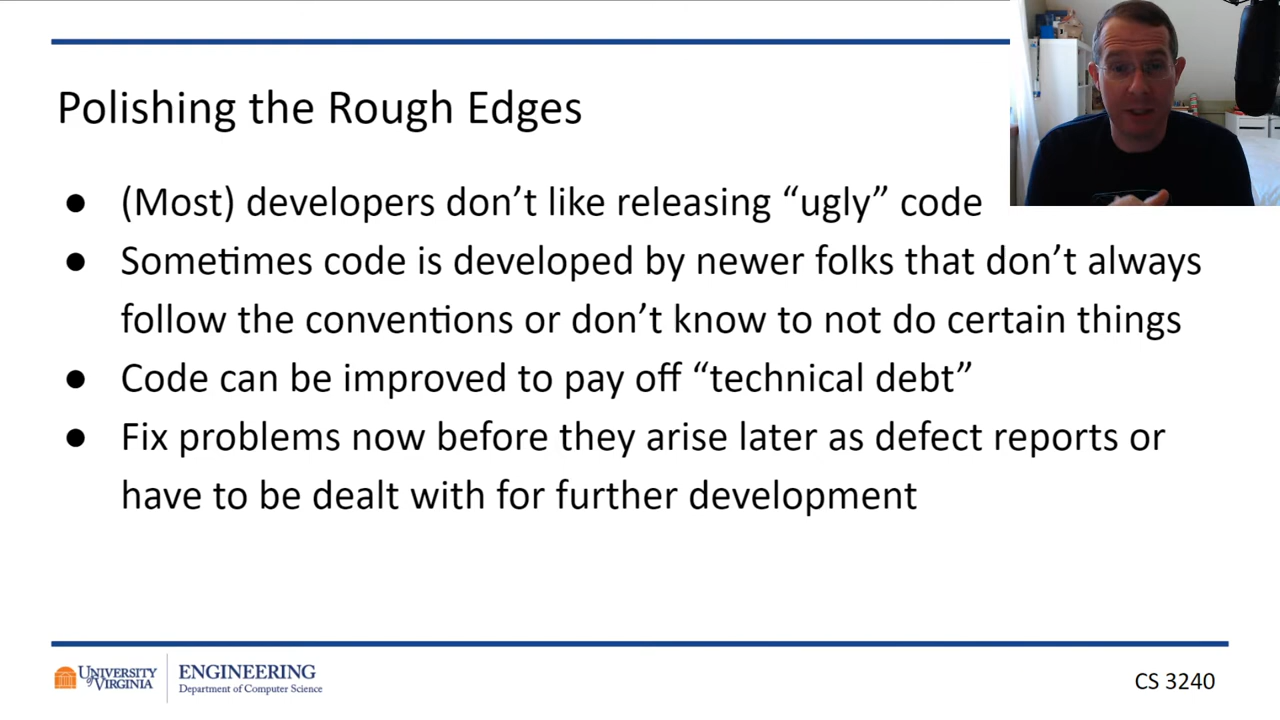 Polishing the Rough Edges
● (Most) developers don’t like releasing “ugly” code
● Sometimes code is developed by newer folks that don’t always
follow the conventions or don’t know to not do certain things
● Code can be improved to pay off “technical debt”
● Fix problems now before they arise later as defect reports or
have to be dealt with for further development
UNIVERSITY of VIRGINIA
ENGINEERING
Department of Computer Science
CS 3240